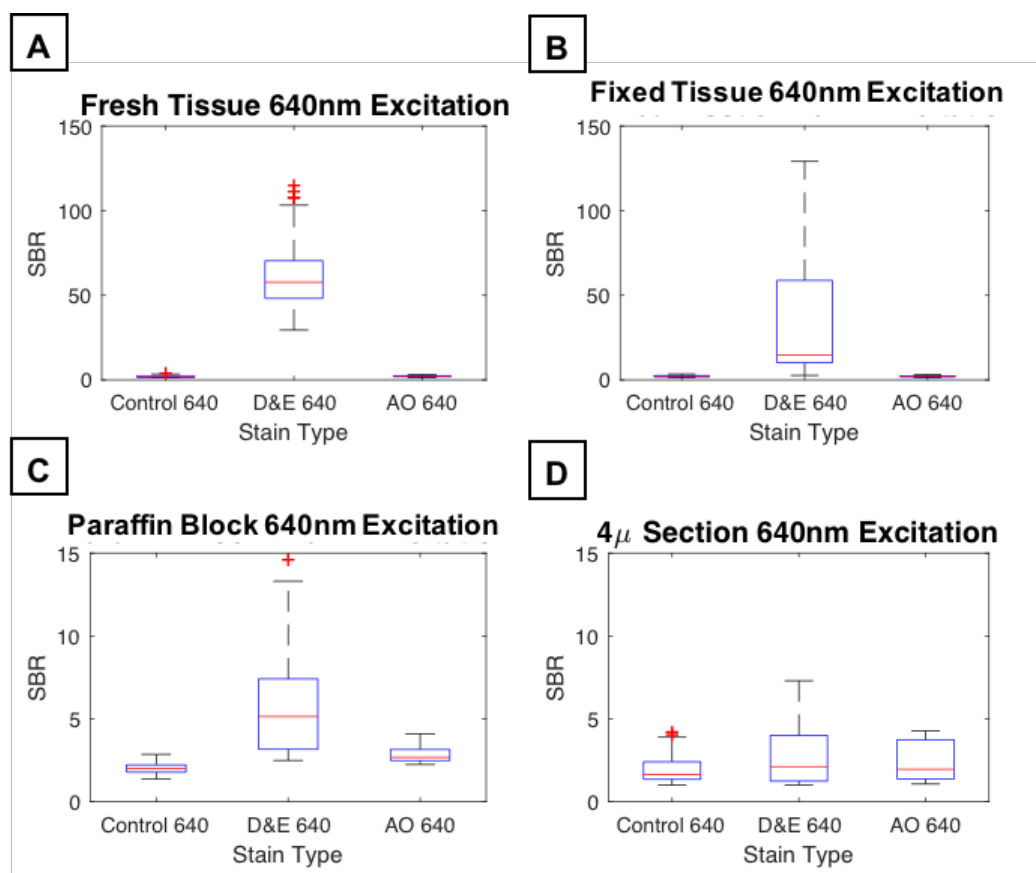 A
Fresh Tissue 640nm Excitation
150
100
50
0
SBR
Control 640 D&E 640 AO 640
Stain Type
B
Fixed Tissue 640nm Excitation
150
100
50
0
SBR
Control 640 D&E 640 AO 640
Stain Type
C
Paraffin Block 640nm Excitation
15
10
5
0
SBR
Control 640 D&E 640 AO 640
Stain Type
D
4μ Section 640nm Excitation
15
10
5
0
SBR
Control 640 D&E 640 AO 640
Stain Type